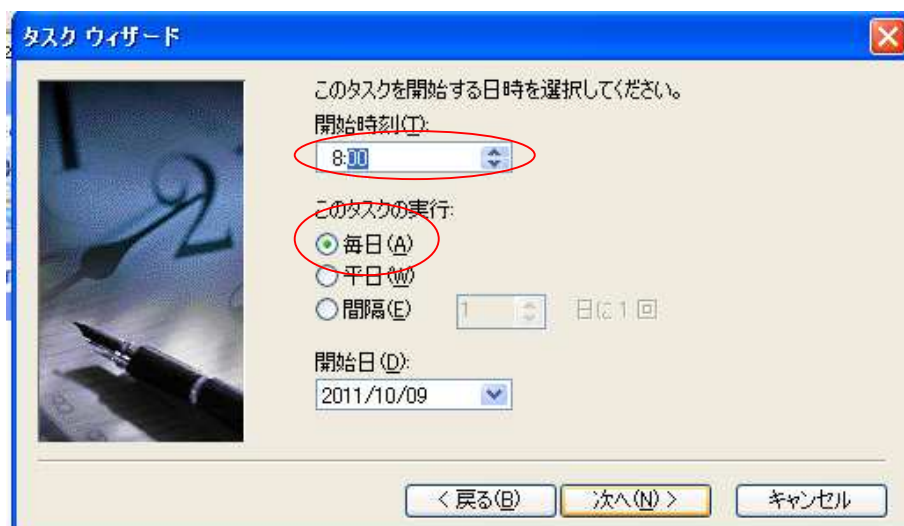 タスク ウィザード
このタスクを開始する日時を選択してください。
開始時刻(T):
8:00
このタスクの実行:
毎日(A)
平日(W)
間隔(E) 1 日に 1 回
開始日(D):
2011/10/09
< 戻る(B) 次へ(N) > キャンセル